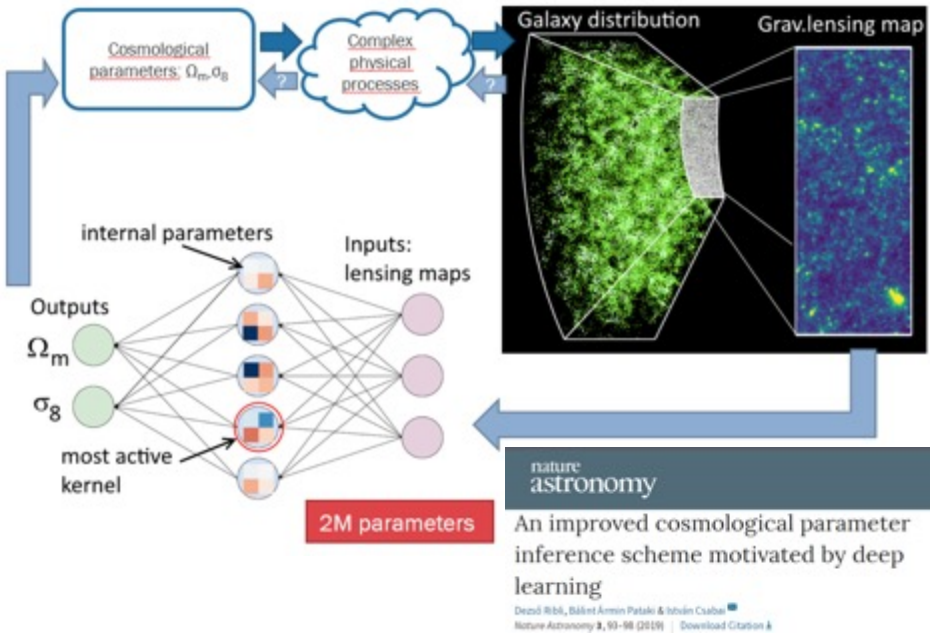 Cosmological
parameters: Ωm,σ8
Complex
physical
processes
?
?
Galaxy distribution
Grav.lensing map
internal parameters
Inputs:
lensing maps
Outputs
Ωm
σ8
most active
kernel
2M parameters
nature
astronomy
An improved cosmological parameter
inference scheme motivated by deep
learning
Dezső Ribli, Bálint Ármin Pataki & István Csabai
Nature Astronomy 3, 93–98 (2019) | Download Citation